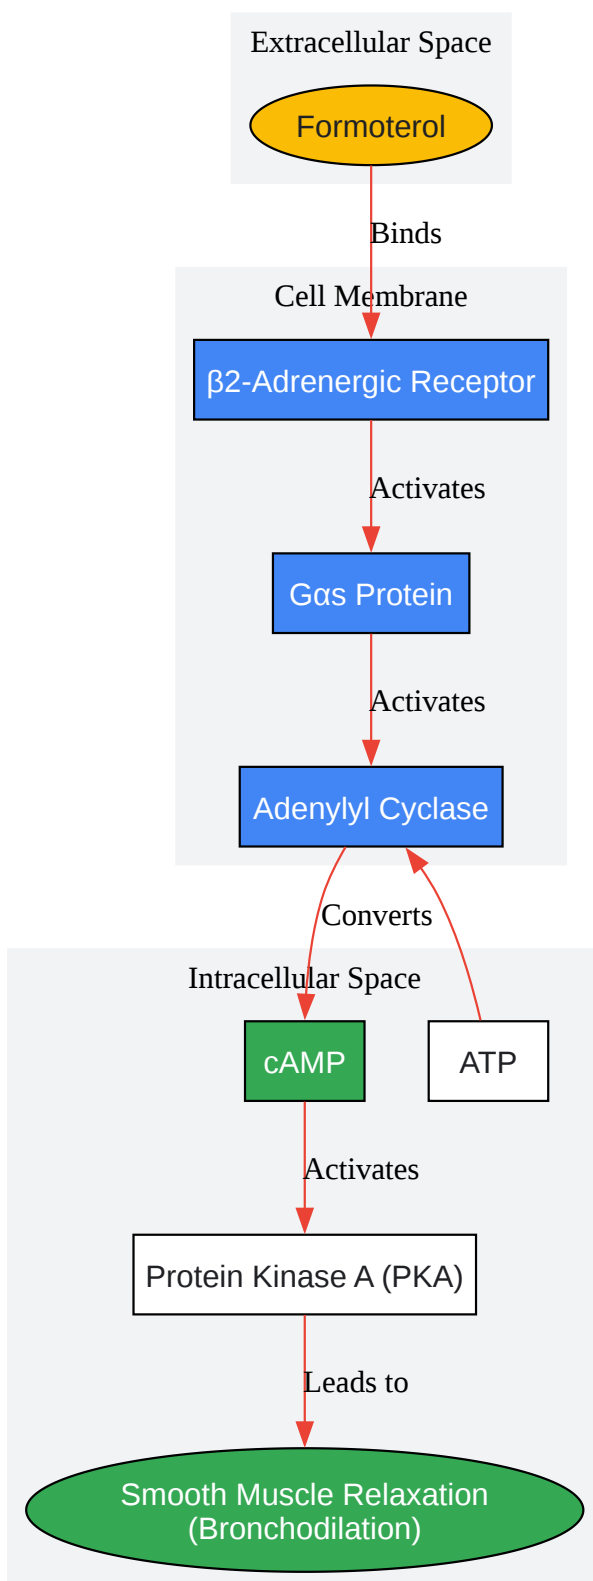 Extracellular Space
Formoterol
Binds
Cell Membrane
β2-Adrenergic Receptor
Activates
Gαs Protein
Activates
Adenylyl Cyclase
Converts
Intracellular Space
cAMP
ATP
Activates
Protein Kinase A (PKA)
Leads to
Smooth Muscle Relaxation
(Bronchodilation)